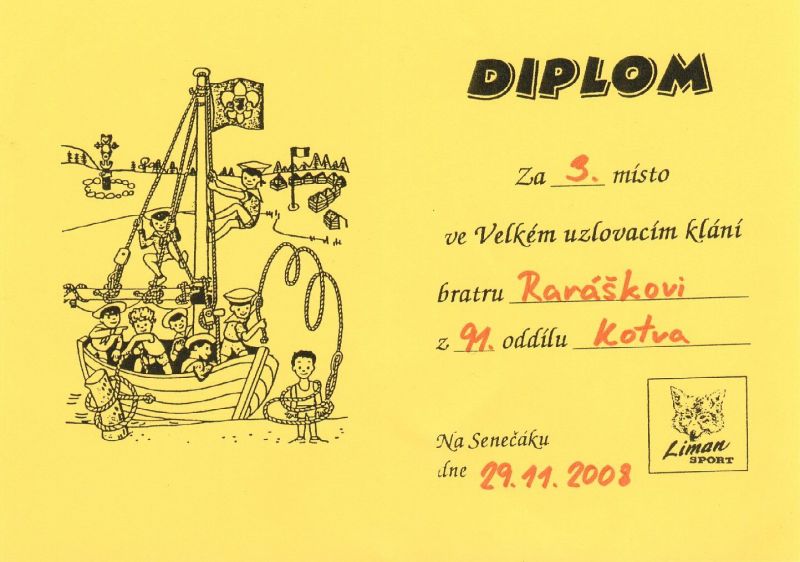 DIPLOM
Za 3. místo
ve Velkém uzlovacím klání
bratru Raráškovi
z 91. oddílu Kotva
Na Senečáku
dne 29.11.2008
Liman
SPORT